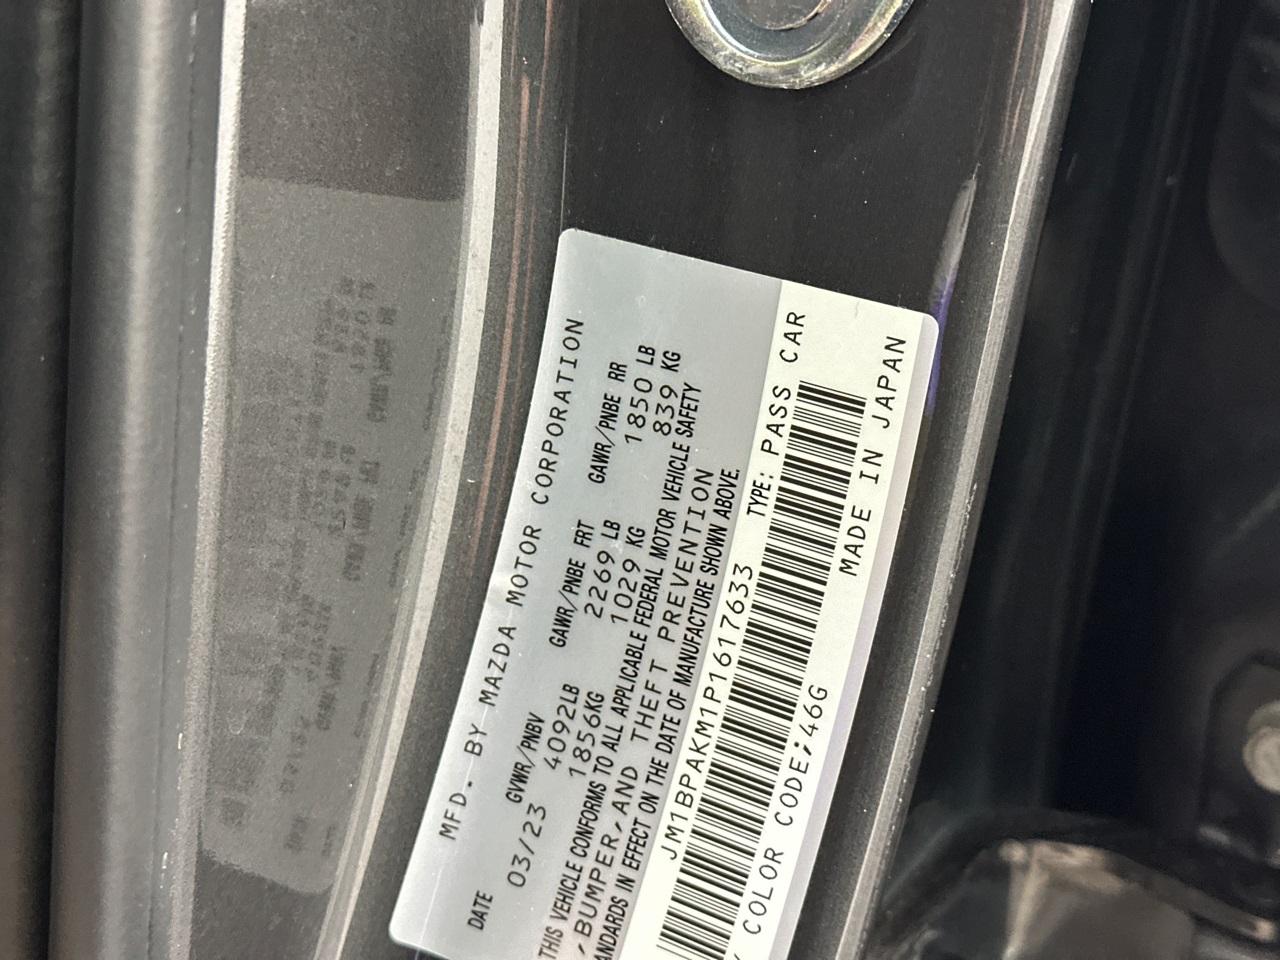 MFD. BY MAZDA MOTOR CORPORATION
DATE GVWR/PNBV GAWR/PNBE FRT GAWR/PNBE RR
03/23 4092LB 2269 LB 1850 LB
1856KG 1029 KG 839 KG
THIS VEHICLE CONFORMS TO ALL APPLICABLE FEDERAL MOTOR VEHICLE SAFETY
,BUMPER,AND THEFT PREVENTION
ANDARDS IN EFFECT ON THE DATE OF MANUFACTURE SHOWN ABOVE.
JM1BPAKM1P1617633 TYPE: PASS CAR
COLOR CODE;46G MADE IN JAPAN